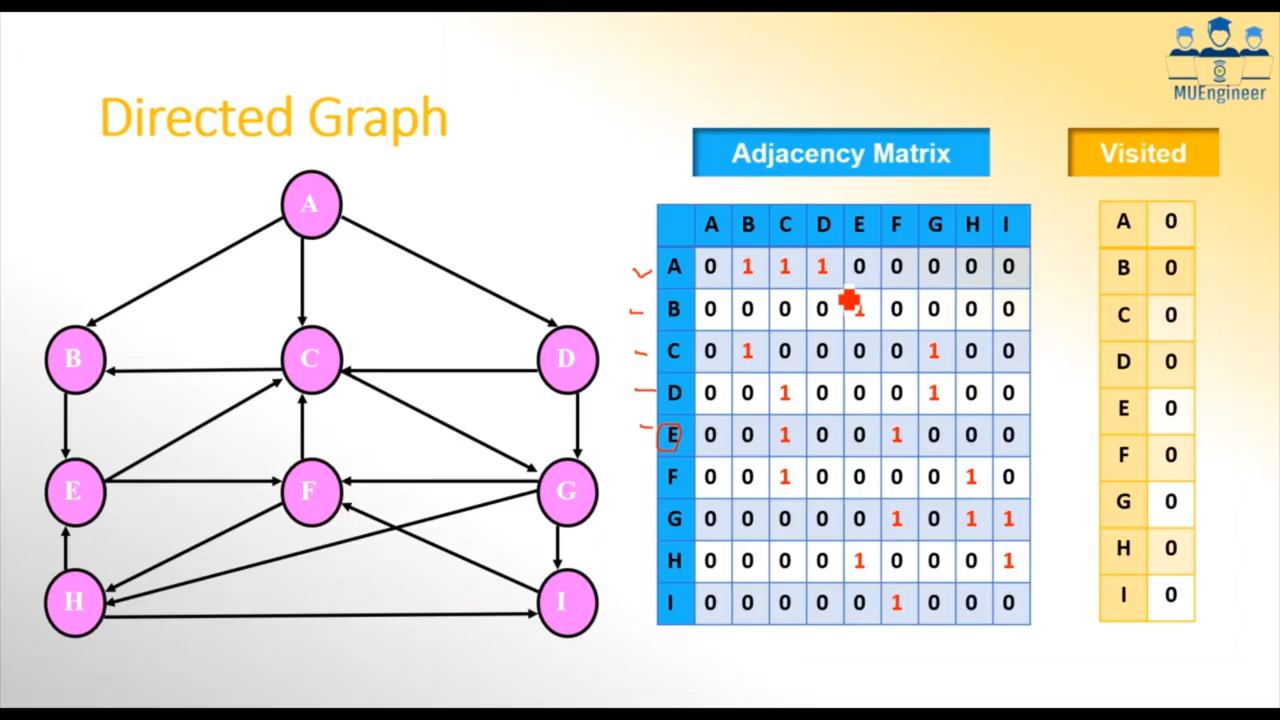 MUEngineer
Directed Graph
Adjacency Matrix
Visited
A
B
C
D
E
F
G
H
I
A B C D E F G H I
A 0 1 1 1 0 0 0 0 0
B 0 0 0 0 1 0 0 0 0
C 0 1 0 0 0 0 1 0 0
D 0 0 1 0 0 0 1 0 0
E 0 0 1 0 0 1 0 0 0
F 0 0 1 0 0 0 0 1 0
G 0 0 0 0 0 1 0 1 1
H 0 0 0 0 1 0 0 0 1
I 0 0 0 0 0 1 0 0 0
A 0
B 0
C 0
D 0
E 0
F 0
G 0
H 0
I 0